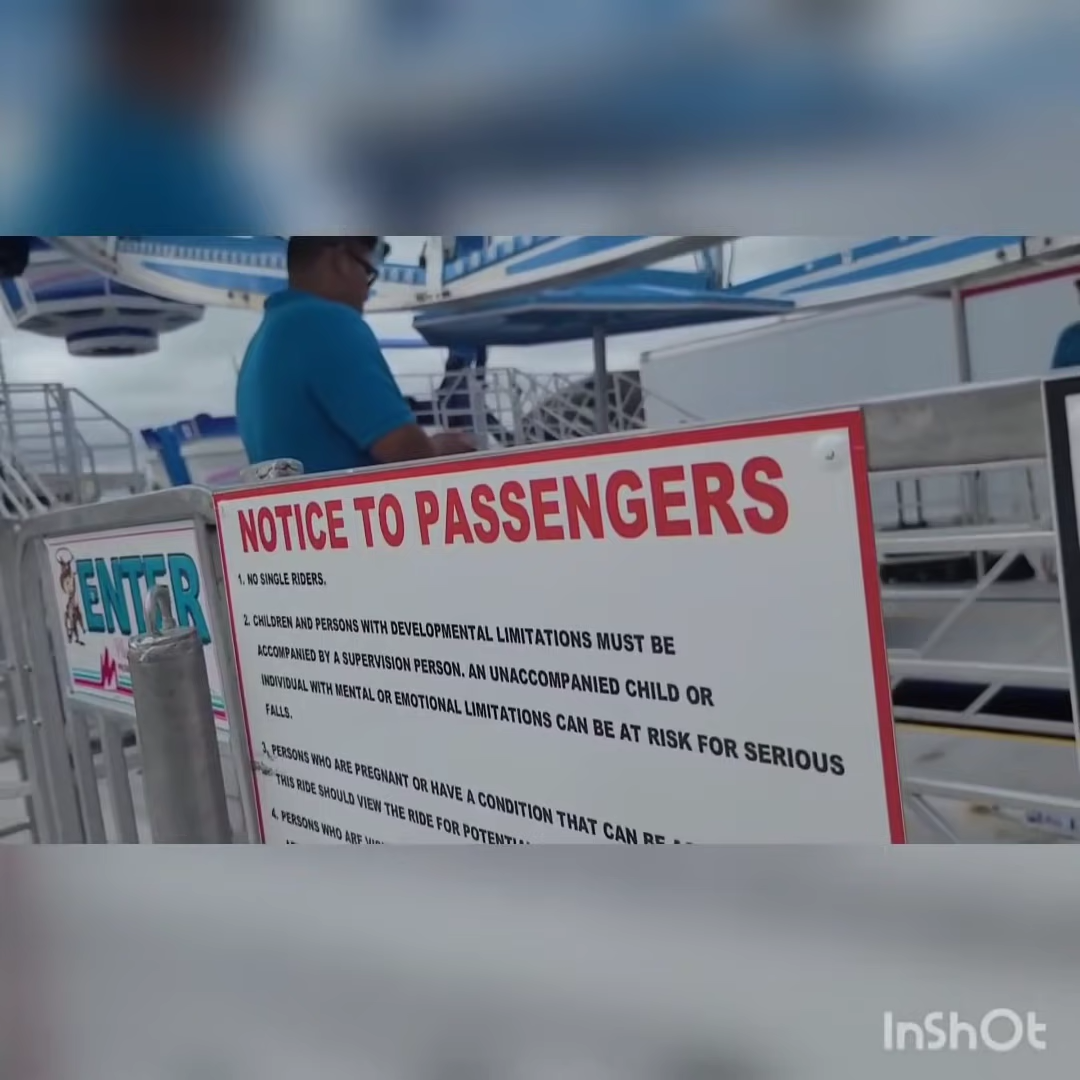 NOTICE TO PASSENGERS
1. NO SINGLE RIDERS.
2. CHILDREN AND PERSONS WITH DEVELOPMENTAL LIMITATIONS MUST BE
ACCOMPANIED BY A SUPERVISION PERSON. AN UNACCOMPANIED CHILD OR
INDIVIDUAL WITH MENTAL OR EMOTIONAL LIMITATIONS CAN BE AT RISK FOR SERIOUS
FALLS.
3. PERSONS WHO ARE PREGNANT OR HAVE A CONDITION THAT CAN BE
THIS RIDE SHOULD VIEW THE RIDE FOR
4. PERSONS WHO ARE
ENTER
InShOt